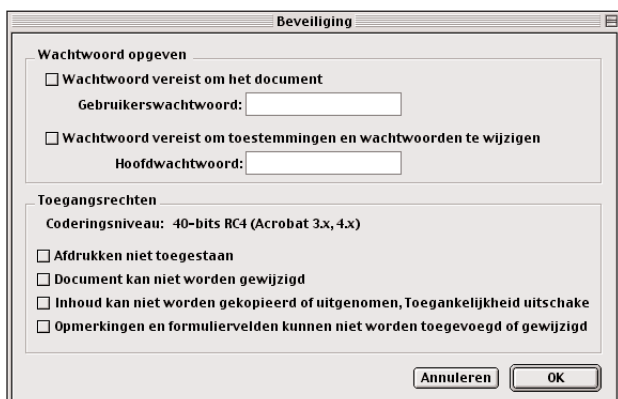 Beveiliging
Wachtwoord opgeven
Wachtwoord vereist om het document
Gebruikerswachtwoord:
Wachtwoord vereist om toestemmingen en wachtwoorden te wijzigen
Hoofdwachtwoord:
Toegangsrechten
Coderingsniveau: 40-bits RC4 (Acrobat 3.x, 4.x)
Afdrukken niet toegestaan
Document kan niet worden gewijzigd
Inhoud kan niet worden gekopieerd of uitgenomen, Toegankelijkheid uitschake
Opmerkingen en formuliervelden kunnen niet worden toegevoegd of gewijzigd
Annuleren OK